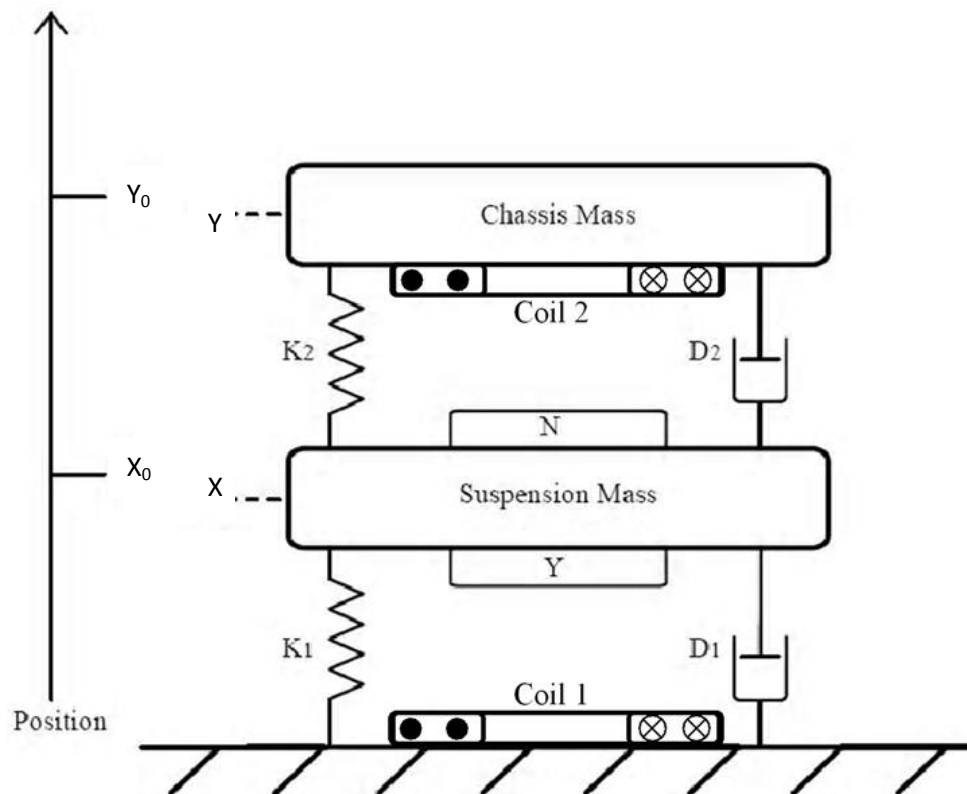 Y₀
Y
Chassis Mass
Coil 2
K2
D2
N
X₀
X
Suspension Mass
Y
K1
D1
Coil 1
Position